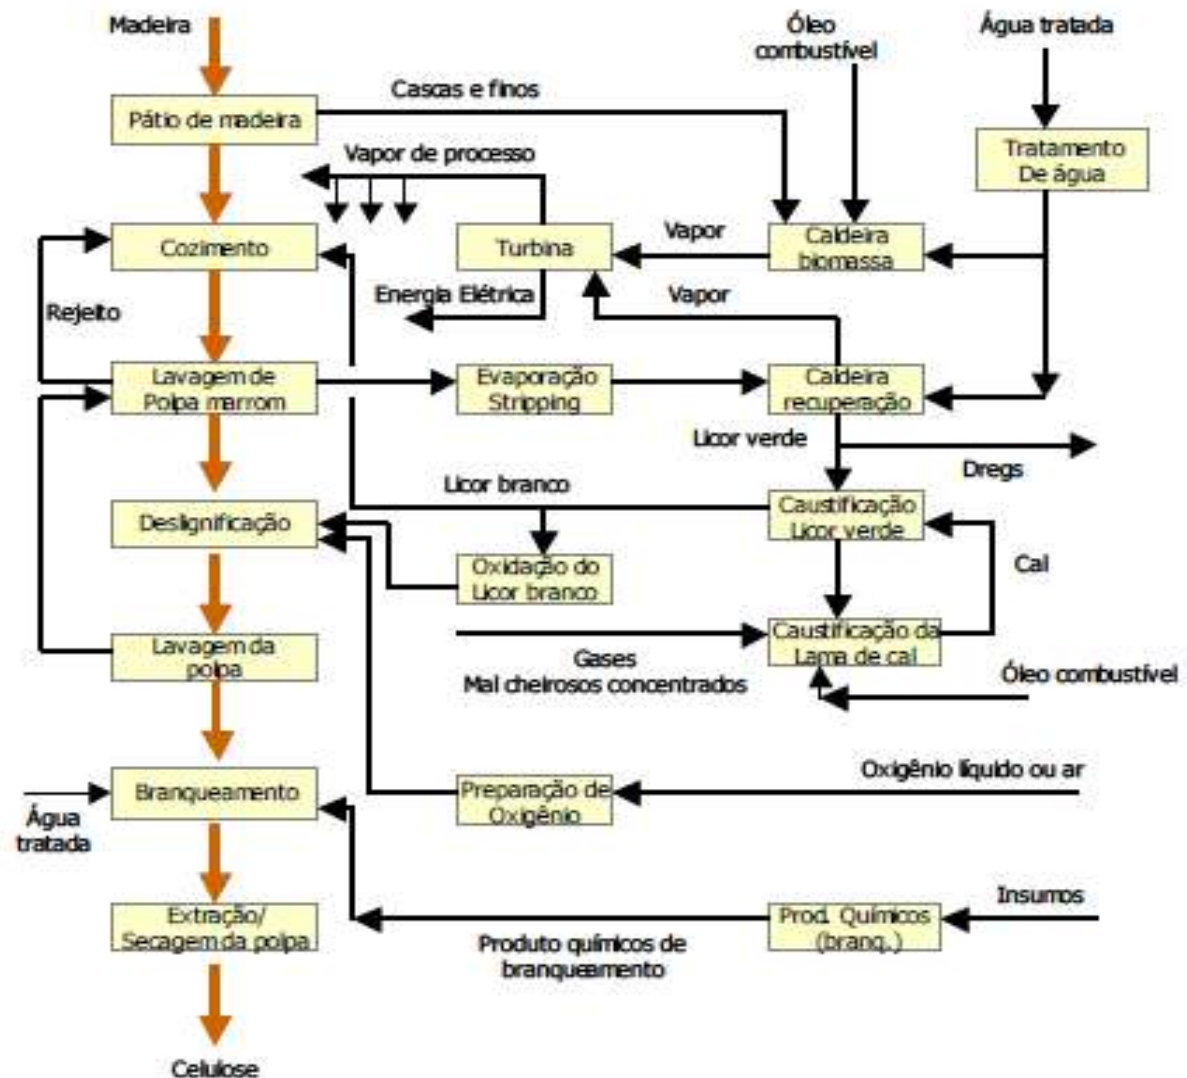 Madeira
Óleo
combustível
Água tratada
Cascas e finos
Pátio de madeira
Tratamento
De água
Vapor de processo
Cozimento
Turbina
Vapor
Caldeira
biomassa
Energia Elétrica
Vapor
Rejeito
Lavagem de
Polpa marrom
Evaporação
Stripping
Caldeira
recuperação
Licor verde
Dregs
Licor branco
Deslignificação
Caustificação
Licor verde
Oxidação do
Licor branco
Cal
Lavagem da
polpa
Caustificação da
Lama de cal
Gases
Mal cheirosos concentrados
Óleo combustível
Oxigênio líquido ou ar
Branqueamento
Preparação de
Oxigênio
Água
tratada
Insumos
Extração/
Secagem da polpa
Prod. Químicos
(branq.)
Produto químicos de
branqueamento
Celulose